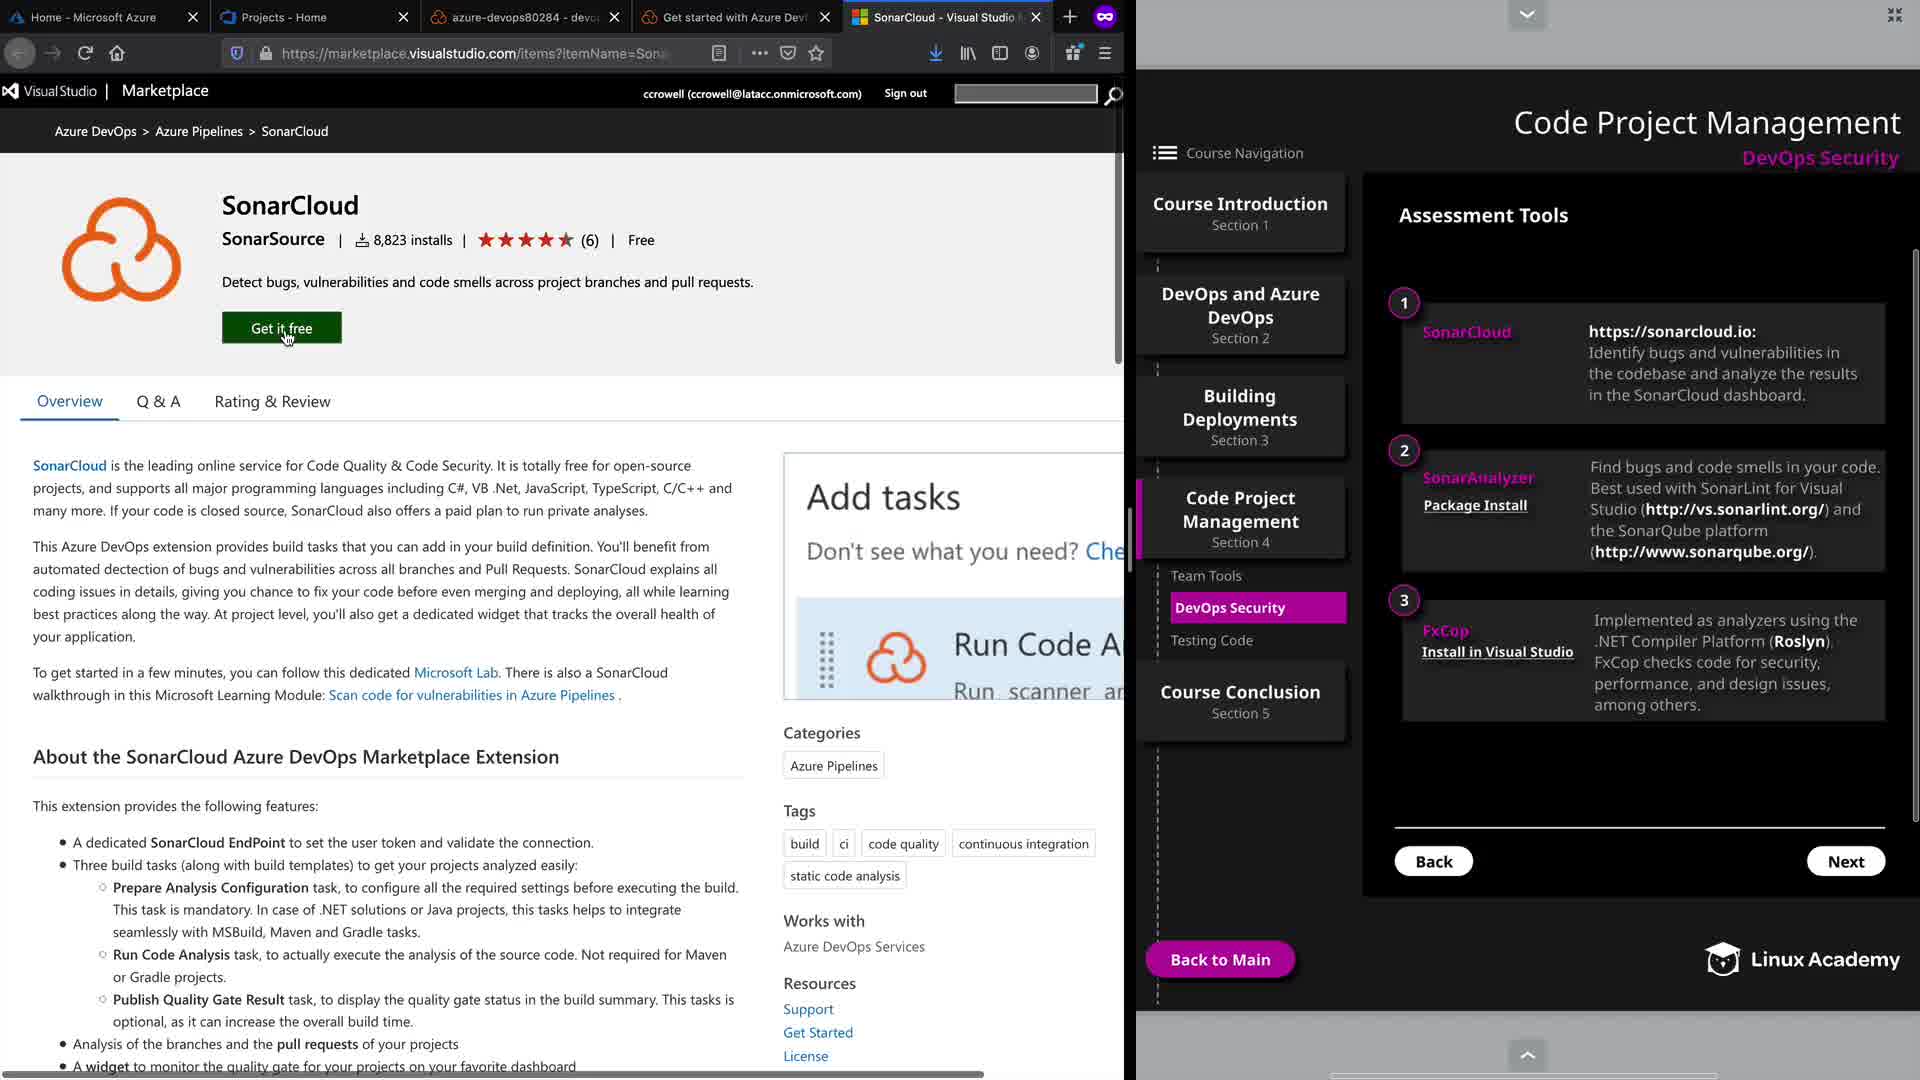 Home - Microsoft Azure
Projects - Home
azure-devops80284 - devo
Get started with Azure Dev
SonarCloud - Visual Studio
https://marketplace.visualstudio.com/items?itemName=Sona
Visual Studio | Marketplace
ccrowell (ccrowell@latacc.onmicrosoft.com)
Sign out
Azure DevOps > Azure Pipelines > SonarCloud
SonarCloud
SonarSource | 8,823 installs | (6) | Free
Detect bugs, vulnerabilities and code smells across project branches and pull requests.
Get it free
Overview
Q & A
Rating & Review
SonarCloud is the leading online service for Code Quality & Code Security. It is totally free for open-source
projects, and supports all major programming languages including C#, VB .Net, JavaScript, TypeScript, C/C++ and
many more. If your code is closed source, SonarCloud also offers a paid plan to run private analyses.
This Azure DevOps extension provides build tasks that you can add in your build definition. You'll benefit from
automated dectection of bugs and vulnerabilities across all branches and Pull Requests. SonarCloud explains all
coding issues in details, giving you chance to fix your code before even merging and deploying, all while learning
best practices along the way. At project level, you'll also get a dedicated widget that tracks the overall health of
your application.
To get started in a few minutes, you can follow this dedicated Microsoft Lab. There is also a SonarCloud
walkthrough in this Microsoft Learning Module: Scan code for vulnerabilities in Azure Pipelines .
About the SonarCloud Azure DevOps Marketplace Extension
This extension provides the following features:
• A dedicated SonarCloud EndPoint to set the user token and validate the connection.
• Three build tasks (along with build templates) to get your projects analyzed easily:
○ Prepare Analysis Configuration task, to configure all the required settings before executing the build.
This task is mandatory. In case of .NET solutions or Java projects, this tasks helps to integrate
seamlessly with MSBuild, Maven and Gradle tasks.
○ Run Code Analysis task, to actually execute the analysis of the source code. Not required for Maven
or Gradle projects.
○ Publish Quality Gate Result task, to display the quality gate status in the build summary. This tasks is
optional, as it can increase the overall build time.
• Analysis of the branches and the pull requests of your projects
• A widget to monitor the quality gate for your projects on your favorite dashboard
Add tasks
Don't see what you need? Che
Run Code A
Run scanner ar
Categories
Azure Pipelines
Tags
build
ci
code quality
continuous integration
static code analysis
Works with
Azure DevOps Services
Resources
Support
Get Started
License
Code Project Management
DevOps Security
Course Navigation
Course Introduction
Section 1
DevOps and Azure
DevOps
Section 2
Building
Deployments
Section 3
Code Project
Management
Section 4
Team Tools
DevOps Security
Testing Code
Course Conclusion
Section 5
Back to Main
Assessment Tools
1
SonarCloud
https://sonarcloud.io:
Identify bugs and vulnerabilities in
the codebase and analyze the results
in the SonarCloud dashboard.
2
SonarAnalyzer
Package Install
Find bugs and code smells in your code.
Best used with SonarLint for Visual
Studio (http://vs.sonarlint.org/) and
the SonarQube platform
(http://www.sonarqube.org/).
3
FxCop
Install in Visual Studio
Implemented as analyzers using the
.NET Compiler Platform (Roslyn).
FxCop checks code for security,
performance, and design issues,
among others.
Back
Next
Linux Academy